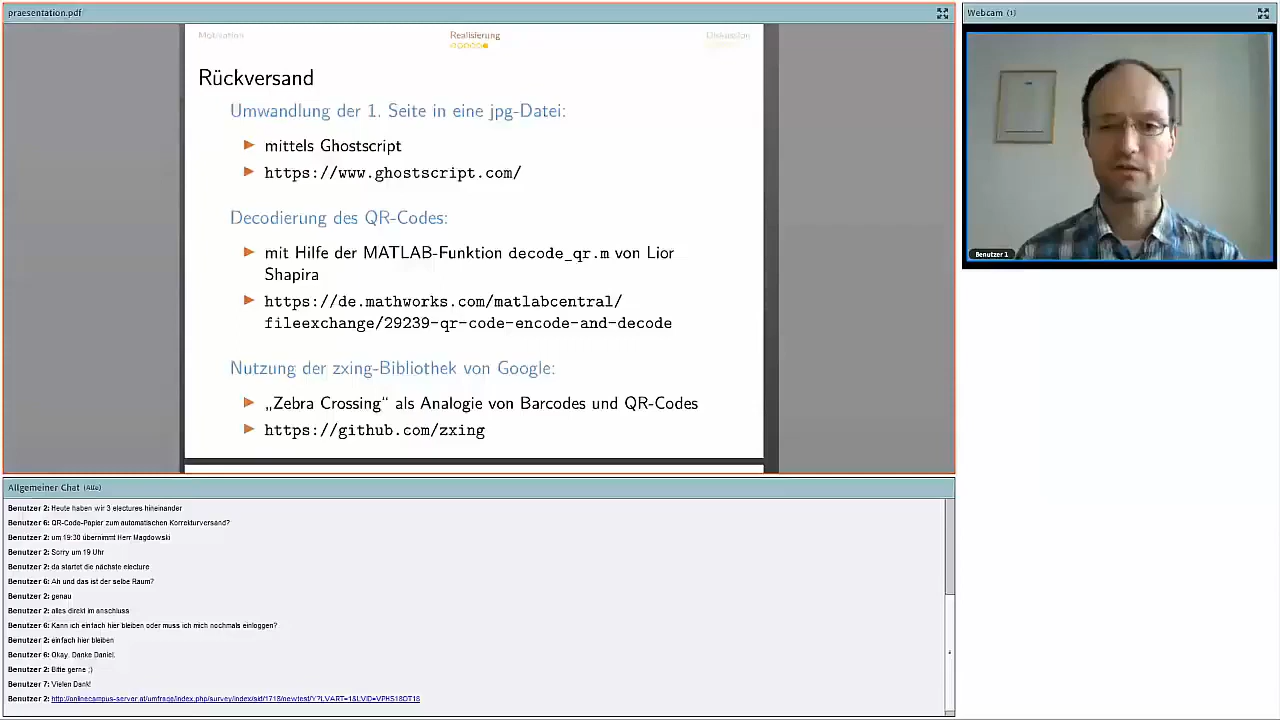 praesentation.pdf
Motivation Realisierung Diskussion
Rückversand
Umwandlung der 1. Seite in eine jpg-Datei:
mittels Ghostscript
https://www.ghostscript.com/
Decodierung des QR-Codes:
mit Hilfe der MATLAB-Funktion decode_qr.m von Lior
Shapira
https://de.mathworks.com/matlabcentral/
fileexchange/29239-qr-code-encode-and-decode
Nutzung der zxing-Bibliothek von Google:
„Zebra Crossing“ als Analogie von Barcodes und QR-Codes
https://github.com/zxing
Webcam (1)
Benutzer 1
Allgemeiner Chat (Alle)
Benutzer 2: Heute haben wir 3 electures hineinander
Benutzer 6: QR-Code-Papier zum automatischen Korrekturversand?
Benutzer 2: um 19:30 übernimmt Herr Magdowski
Benutzer 2: Sorry um 19 Uhr
Benutzer 2: da startet die nächste electure
Benutzer 6: Ah und das ist der selbe Raum?
Benutzer 2: genau
Benutzer 2: alles direkt im anschluss
Benutzer 6: Kann ich einfach hier bleiben oder muss ich mich nochmals einloggen?
Benutzer 2: einfach hier bleiben
Benutzer 6: Okay. Danke Daniel.
Benutzer 2: Bitte gerne ;)
Benutzer 7: Vielen Dank!
Benutzer 2: http://onlinecampus-server.at/umfrage/index.php/survey/index/sid/1718/newtest/Y?LVART=1&LVID=VPHS18OT18